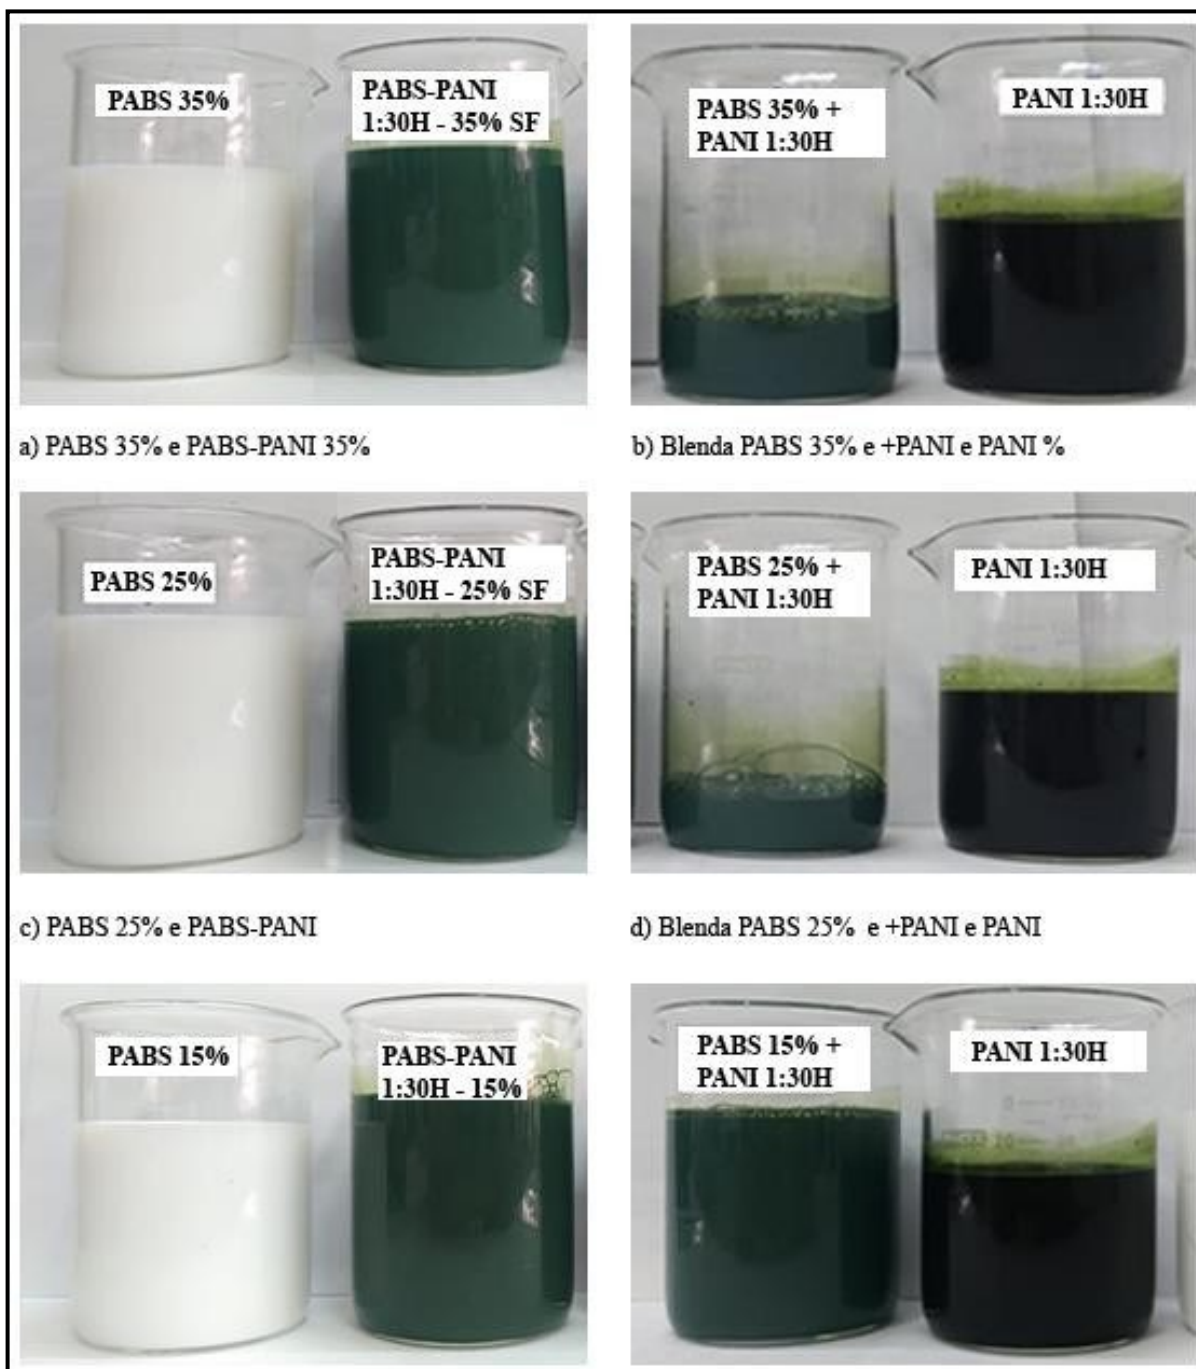 PABS 35%
PABS-PANI
1:30H - 35% SF
PABS 35% +
PANI 1:30H
PANI 1:30H
a) PABS 35% e PABS-PANI 35%
b) Blenda PABS 35% e +PANI e PANI %
PABS 25%
PABS-PANI
1:30H - 25% SF
PABS 25% +
PANI 1:30H
PANI 1:30H
c) PABS 25% e PABS-PANI
d) Blenda PABS 25% e +PANI e PANI
PABS 15%
PABS-PANI
1:30H - 15%
PABS 15% +
PANI 1:30H
PANI 1:30H